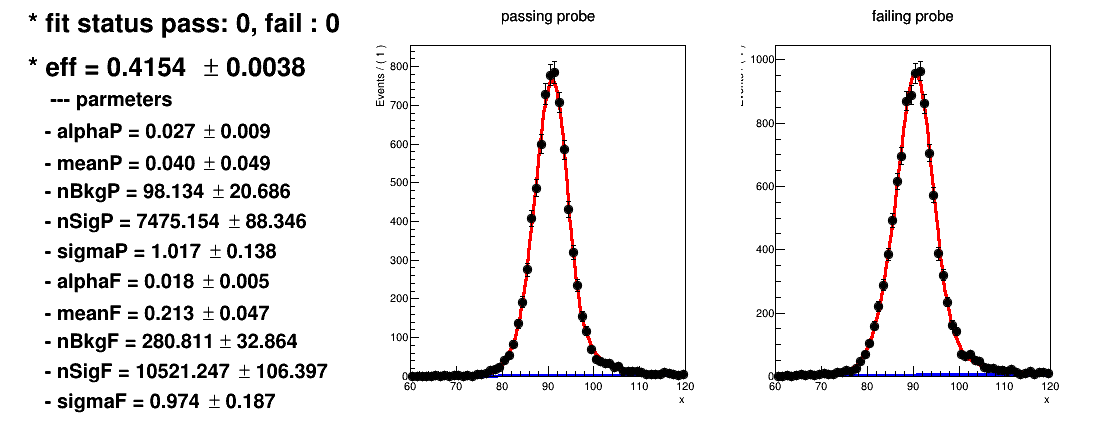 * fit status pass: 0, fail : 0
* eff = 0.4154 ± 0.0038
--- parmeters
- alphaP = 0.027 ± 0.009
- meanP = 0.040 ± 0.049
- nBkgP = 98.134 ± 20.686
- nSigP = 7475.154 ± 88.346
- sigmaP = 1.017 ± 0.138
- alphaF = 0.018 ± 0.005
- meanF = 0.213 ± 0.047
- nBkgF = 280.811 ± 32.864
- nSigF = 10521.247 ± 106.397
- sigmaF = 0.974 ± 0.187
passing probe
Events / ( 1 )
800
700
600
500
400
300
200
100
0
60 70 80 90 100 110 120
x
failing probe
Events / ( 1 )
1000
800
600
400
200
0
60 70 80 90 100 110 120
x